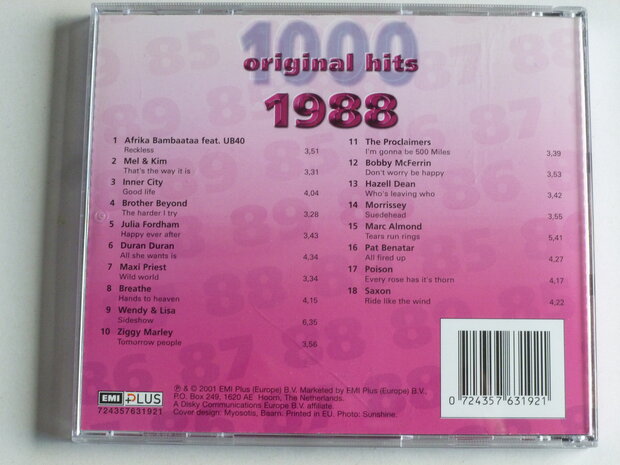 1000
original hits
1988
1 Afrika Bambaataa feat. UB40
Reckless 3,51
2 Mel & Kim
That's the way it is 3,31
3 Inner City
Good life 4,04
4 Brother Beyond
The harder I try 3,28
5 Julia Fordham
Happy ever after 3,43
6 Duran Duran
All she wants is 4,34
7 Maxi Priest
Wild world 3,34
8 Breathe
Hands to heaven 4,15
9 Wendy & Lisa
Sideshow 6,35
10 Ziggy Marley
Tomorrow people 3,56
11 The Proclaimers
I'm gonna be 500 Miles 3,39
12 Bobby McFerrin
Don't worry be happy 3,53
13 Hazell Dean
Who's leaving who 3,42
14 Morrissey
Suedehead 3,55
15 Marc Almond
Tears run rings 5,41
16 Pat Benatar
All fired up 4,27
17 Poison
Every rose has it's thorn 4,17
18 Saxon
Ride like the wind 4,22
EMI PLUS
724357631921
℗ & © 2001 EMI Plus (Europe) B.V. Marketed by EMI Plus (Europe) B.V.,
P.O. Box 249, 1620 AE Hoorn, The Netherlands.
A Disky Communications Europe B.V. affiliate.
Cover design: Myosotis, Baarn. Printed in EU. Photo: Sunshine.
0 724357 631921